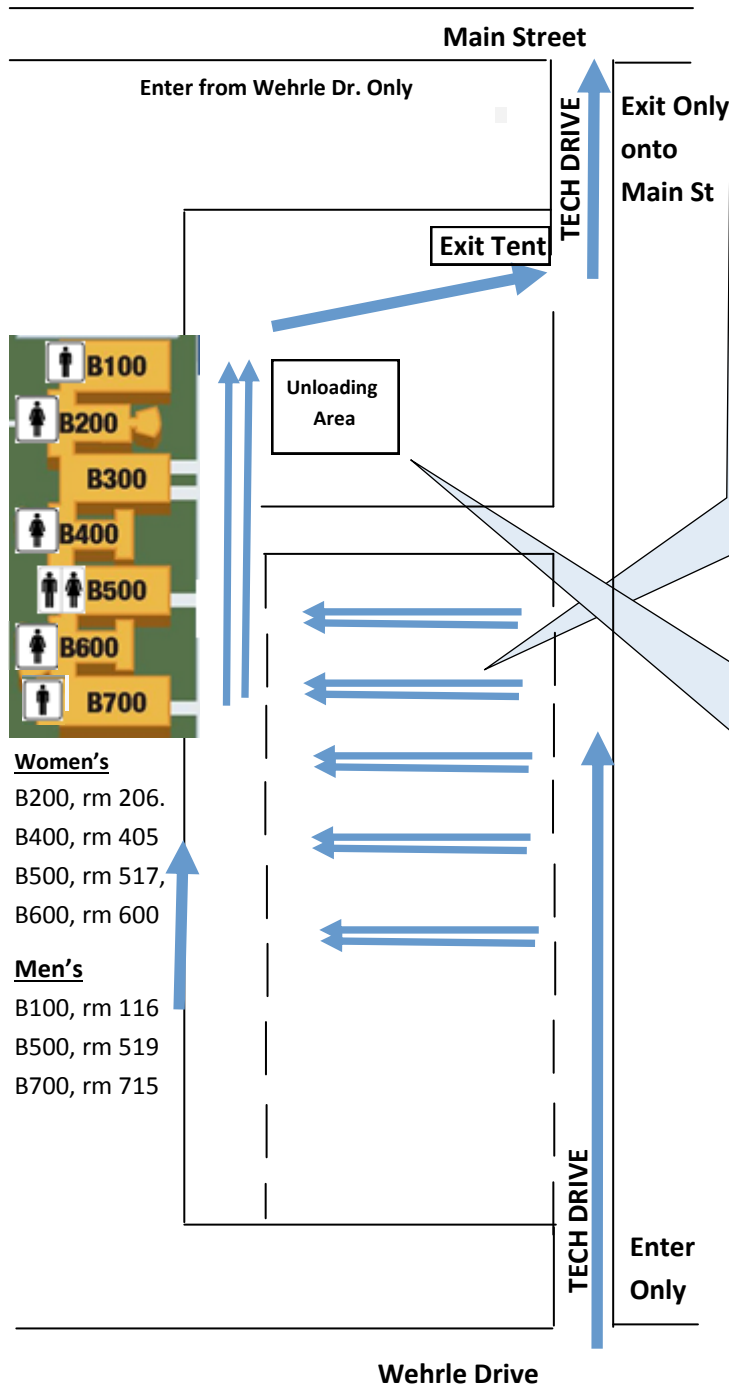 Main Street
Enter from Wehrle Dr. Only
TECH DRIVE
Exit Only
onto
Main St
Exit Tent
Unloading
Area
B100
B200
B300
B400
B500
B600
B700
Women's
B200, rm 206.
B400, rm 405
B500, rm 517,
B600, rm 600
Men's
B100, rm 116
B500, rm 519
B700, rm 715
TECH DRIVE
Enter
Only
Wehrle Drive